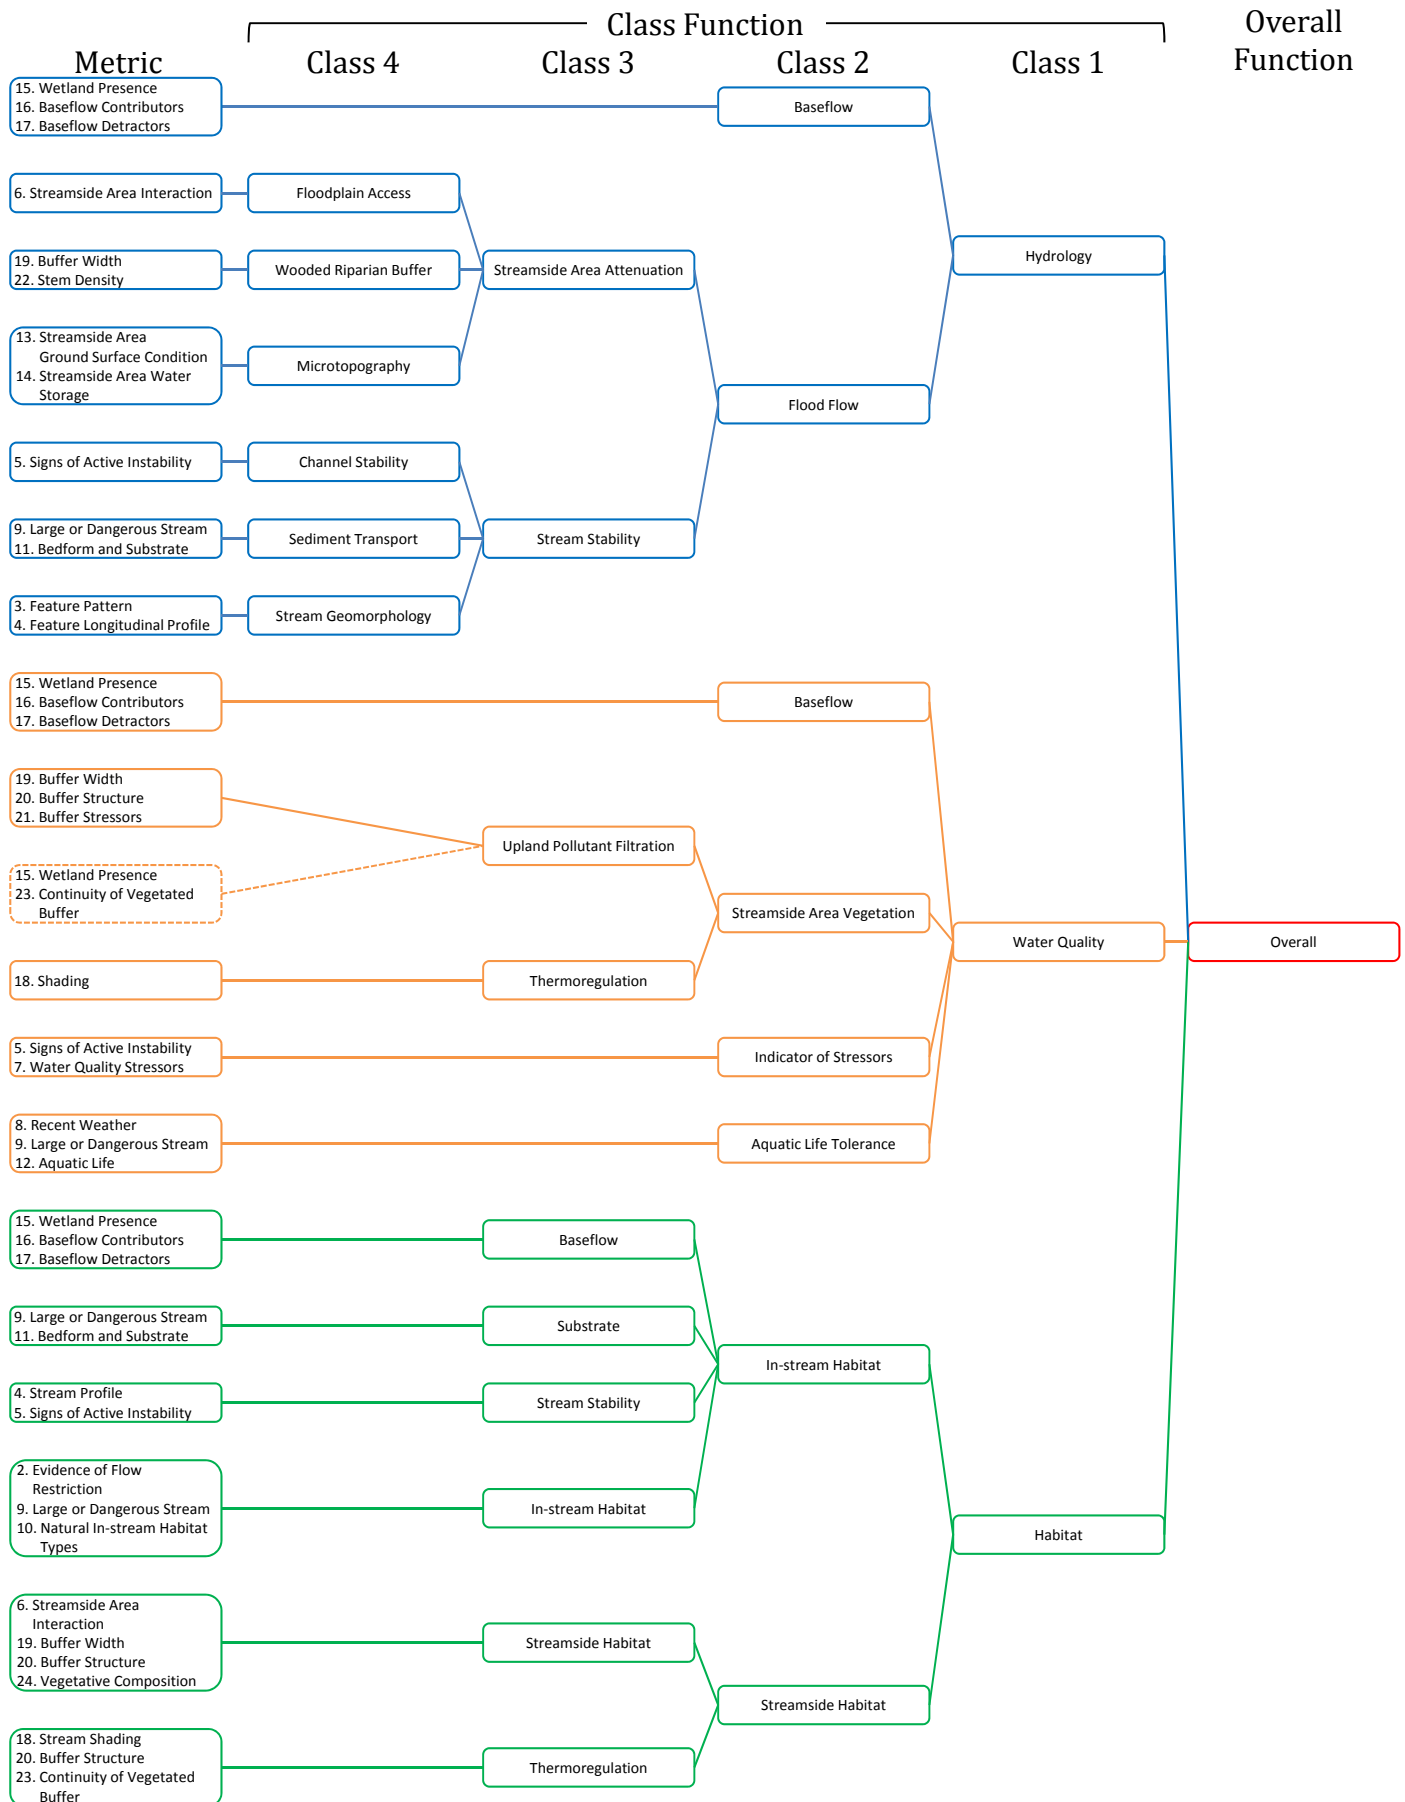 Class Function
Overall
Function
Metric
Class 4
Class 3
Class 2
Class 1
15. Wetland Presence
16. Baseflow Contributors
17. Baseflow Detractors
Baseflow
6. Streamside Area Interaction
Floodplain Access
19. Buffer Width
22. Stem Density
Wooded Riparian Buffer
Streamside Area Attenuation
Hydrology
13. Streamside Area
Ground Surface Condition
14. Streamside Area Water
Storage
Microtopography
Flood Flow
5. Signs of Active Instability
Channel Stability
9. Large or Dangerous Stream
11. Bedform and Substrate
Sediment Transport
Stream Stability
3. Feature Pattern
4. Feature Longitudinal Profile
Stream Geomorphology
15. Wetland Presence
16. Baseflow Contributors
17. Baseflow Detractors
Baseflow
19. Buffer Width
20. Buffer Structure
21. Buffer Stressors
Upland Pollutant Filtration
15. Wetland Presence
23. Continuity of Vegetated
Buffer
Streamside Area Vegetation
Water Quality
Overall
18. Shading
Thermoregulation
5. Signs of Active Instability
7. Water Quality Stressors
Indicator of Stressors
8. Recent Weather
9. Large or Dangerous Stream
12. Aquatic Life
Aquatic Life Tolerance
15. Wetland Presence
16. Baseflow Contributors
17. Baseflow Detractors
Baseflow
9. Large or Dangerous Stream
11. Bedform and Substrate
Substrate
In-stream Habitat
4. Stream Profile
5. Signs of Active Instability
Stream Stability
2. Evidence of Flow
Restriction
9. Large or Dangerous Stream
10. Natural In-stream Habitat
Types
In-stream Habitat
Habitat
6. Streamside Area
Interaction
19. Buffer Width
20. Buffer Structure
24. Vegetative Composition
Streamside Habitat
Streamside Habitat
18. Stream Shading
20. Buffer Structure
23. Continuity of Vegetated
Buffer
Thermoregulation